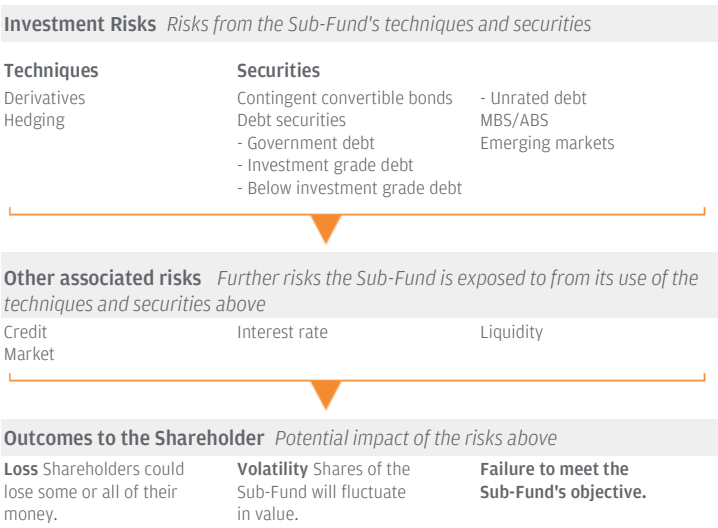 Investment Risks Risks from the Sub-Fund's techniques and securities
Techniques
Derivatives
Hedging
Securities
Contingent convertible bonds
Debt securities
- Government debt
- Investment grade debt
- Below investment grade debt
- Unrated debt
MBS/ABS
Emerging markets
Other associated risks Further risks the Sub-Fund is exposed to from its use of the
techniques and securities above
Credit
Market
Interest rate
Liquidity
Outcomes to the Shareholder Potential impact of the risks above
Loss Shareholders could
lose some or all of their
money.
Volatility Shares of the
Sub-Fund will fluctuate
in value.
Failure to meet the
Sub-Fund's objective.